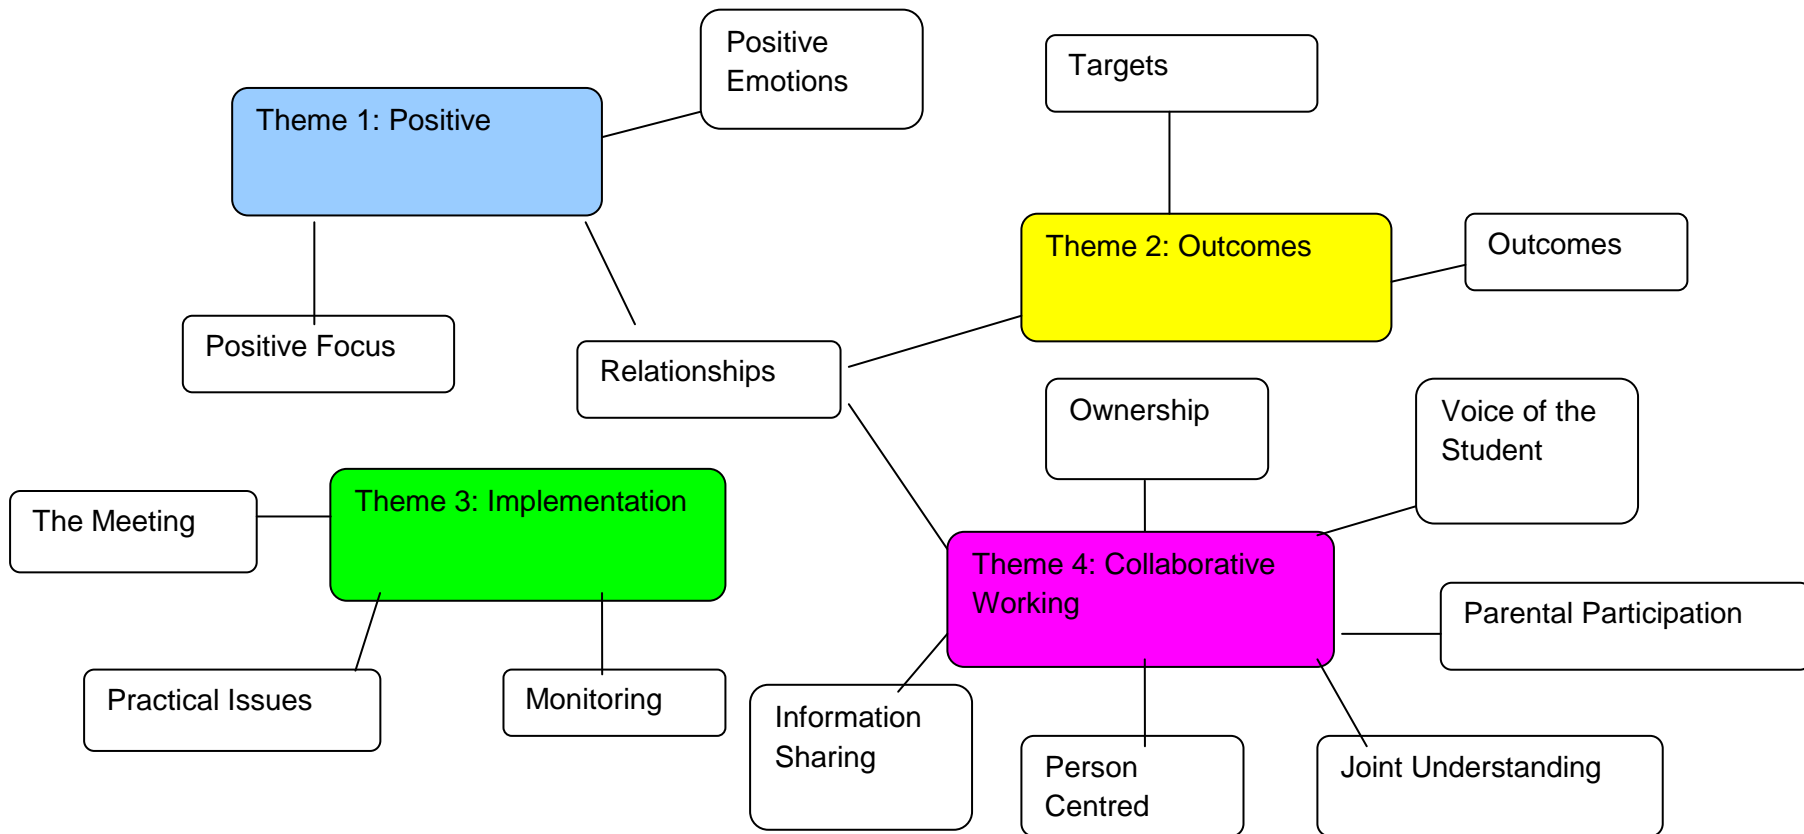 Positive
Emotions
Targets
Theme 1: Positive
Theme 2: Outcomes
Outcomes
Positive Focus
Relationships
Ownership
Voice of the
Student
The Meeting
Theme 3: Implementation
Theme 4: Collaborative
Working
Parental Participation
Practical Issues
Monitoring
Information
Sharing
Person
Centred
Joint Understanding